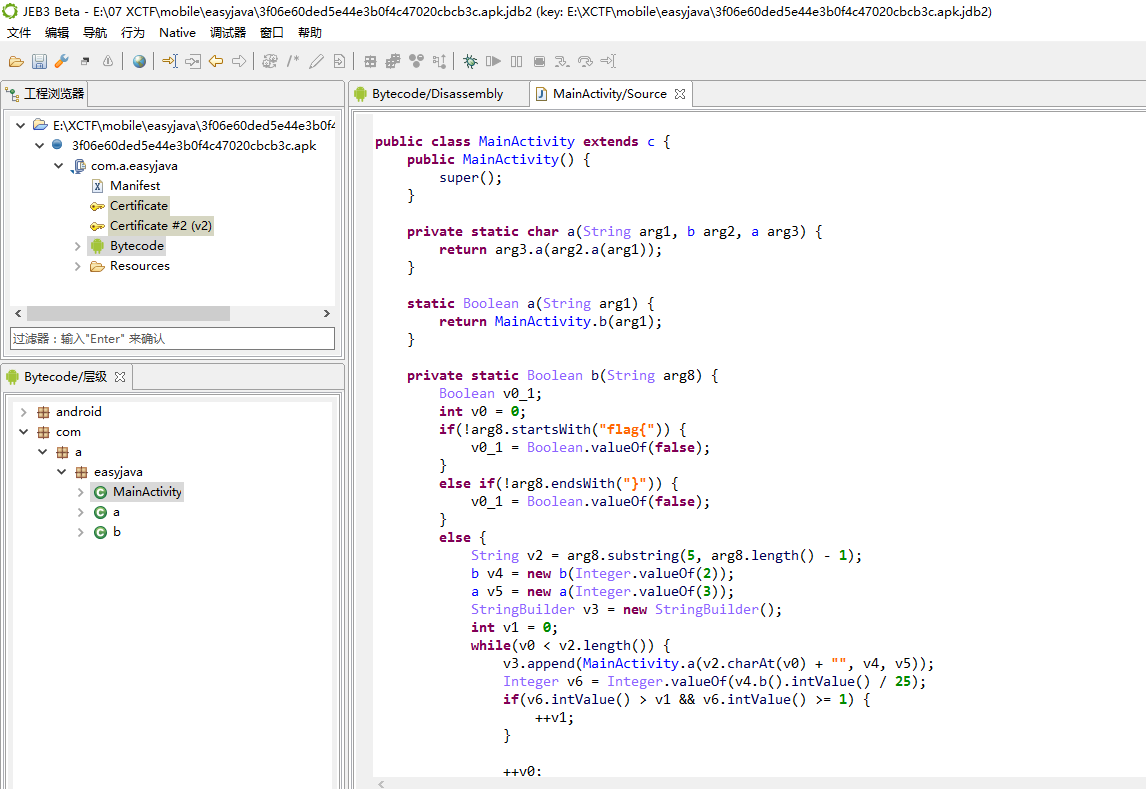 JEB3 Beta - E:\07 XCTF\mobile\easyjava\3f06e60ded5e44e3b0f4c47020cbcb3c.apk.jdb2 (key: E:\XCTF\mobile\easyjava\3f06e60ded5e44e3b0f4c47020cbcb3c.apk.jdb2)
文件 编辑 导航 行为 Native 调试器 窗口 帮助
工程浏览器
E:\XCTF\mobile\easyjava\3f06e60ded5e44e3b0f4
3f06e60ded5e44e3b0f4c47020cbcb3c.apk
com.a.easyjava
Manifest
Certificate
Certificate #2 (v2)
Bytecode
Resources
过滤器：输入"Enter" 来确认
Bytecode/层级
android
com
a
easyjava
MainActivity
a
b
Bytecode/Disassembly
MainActivity/Source
public class MainActivity extends c {
    public MainActivity() {
        super();
    }
    private static char a(String arg1, b arg2, a arg3) {
        return arg3.a(arg2.a(arg1));
    }
    static Boolean a(String arg1) {
        return MainActivity.b(arg1);
    }
    private static Boolean b(String arg8) {
        Boolean v0_1;
        int v0 = 0;
        if(!arg8.startsWith("flag{")) {
            v0_1 = Boolean.valueOf(false);
        }
        else if(!arg8.endsWith("}")) {
            v0_1 = Boolean.valueOf(false);
        }
        else {
            String v2 = arg8.substring(5, arg8.length() - 1);
            b v4 = new b(Integer.valueOf(2));
            a v5 = new a(Integer.valueOf(3));
            StringBuilder v3 = new StringBuilder();
            int v1 = 0;
            while(v0 < v2.length()) {
                v3.append(MainActivity.a(v2.charAt(v0) + "", v4, v5));
                Integer v6 = Integer.valueOf(v4.b().intValue() / 25);
                if(v6.intValue() > v1 && v6.intValue() >= 1) {
                    ++v1;
                }
                ++v0;